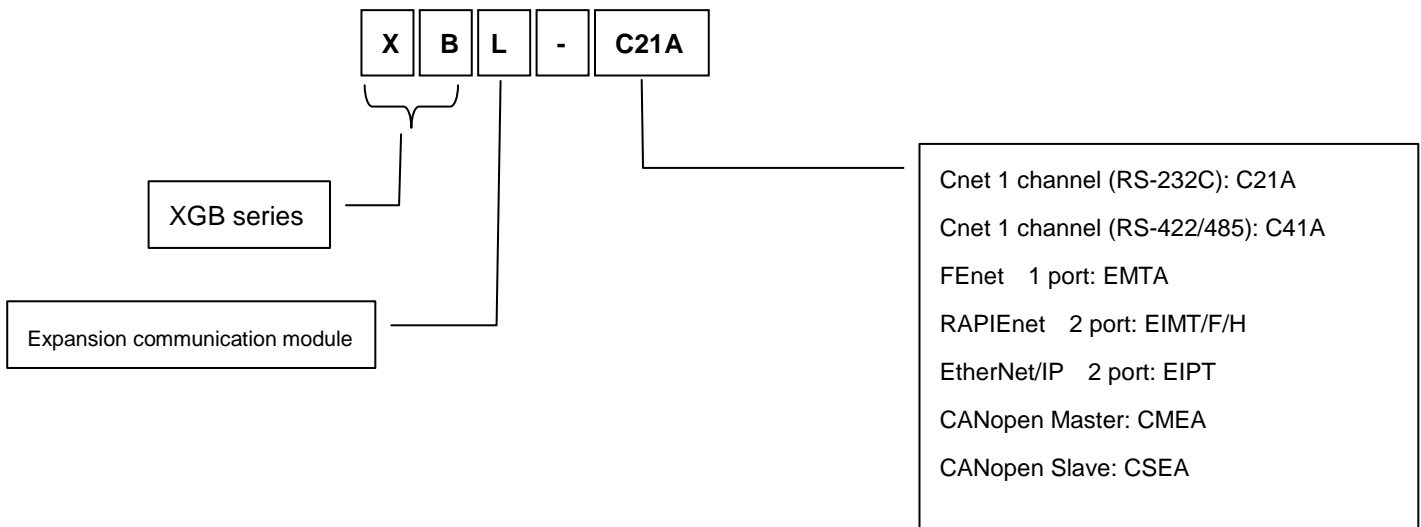 X B L - C21A
XGB series
Expansion communication module
Cnet 1 channel (RS-232C): C21A
Cnet 1 channel (RS-422/485): C41A
FEnet 1 port: EMTA
RAPIEnet 2 port: EIMT/F/H
EtherNet/IP 2 port: EIPT
CANopen Master: CMEA
CANopen Slave: CSEA